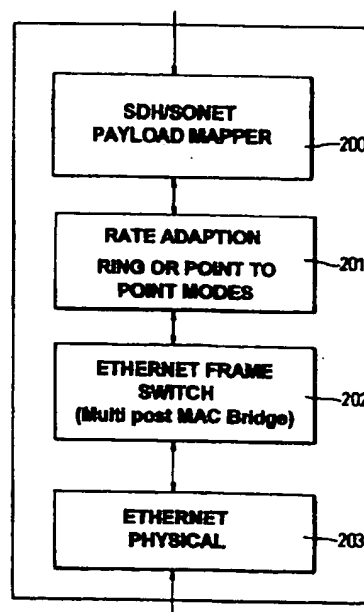 SDH/SONET
PAYLOAD MAPPER
200
RATE ADAPTION
RING OR POINT TO
POINT MODES
201
ETHERNET FRAME
SWITCH
(Multi post MAC Bridge)
202
ETHERNET
PHYSICAL
203